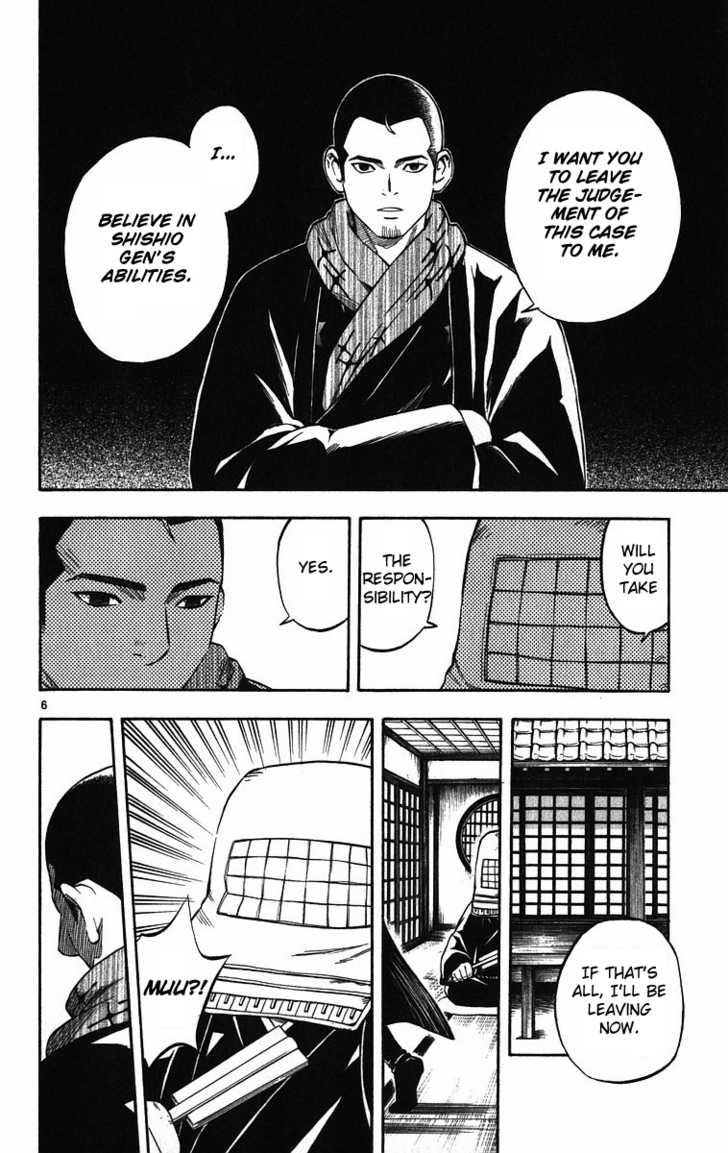 I WANT YOU
TO LEAVE
THE JUDGE-
MENT OF
THIS CASE
TO ME.
I...
BELIEVE IN
SHISHIO
GEN'S
ABILITIES.
WILL
YOU
TAKE
THE
RESPON-
SIBILITY?
YES.
6
IF THAT'S
ALL, I'LL BE
LEAVING
NOW.
MUU?!